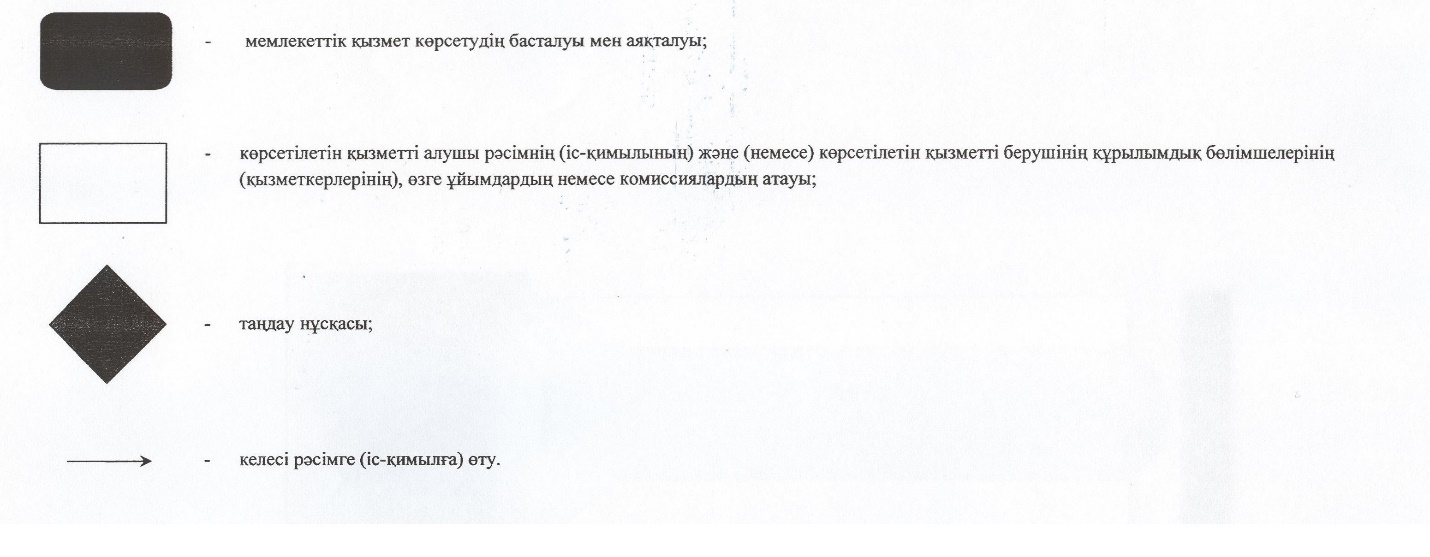 - мемлекеттік қызмет көрсетудің басталуы мен аяқталуы;
- көрсетілетін қызметті алушы рәсімнің (іс-қимылының) және (немесе) көрсетілетін қызметті берушінің құрылымдық бөлімшелерінің
(қызметкерлерінің), өзге ұйымдардың немесе комиссиялардың атауы;
- таңдау нұсқасы;
- келесі рәсімге (іс-қимылға) өту.